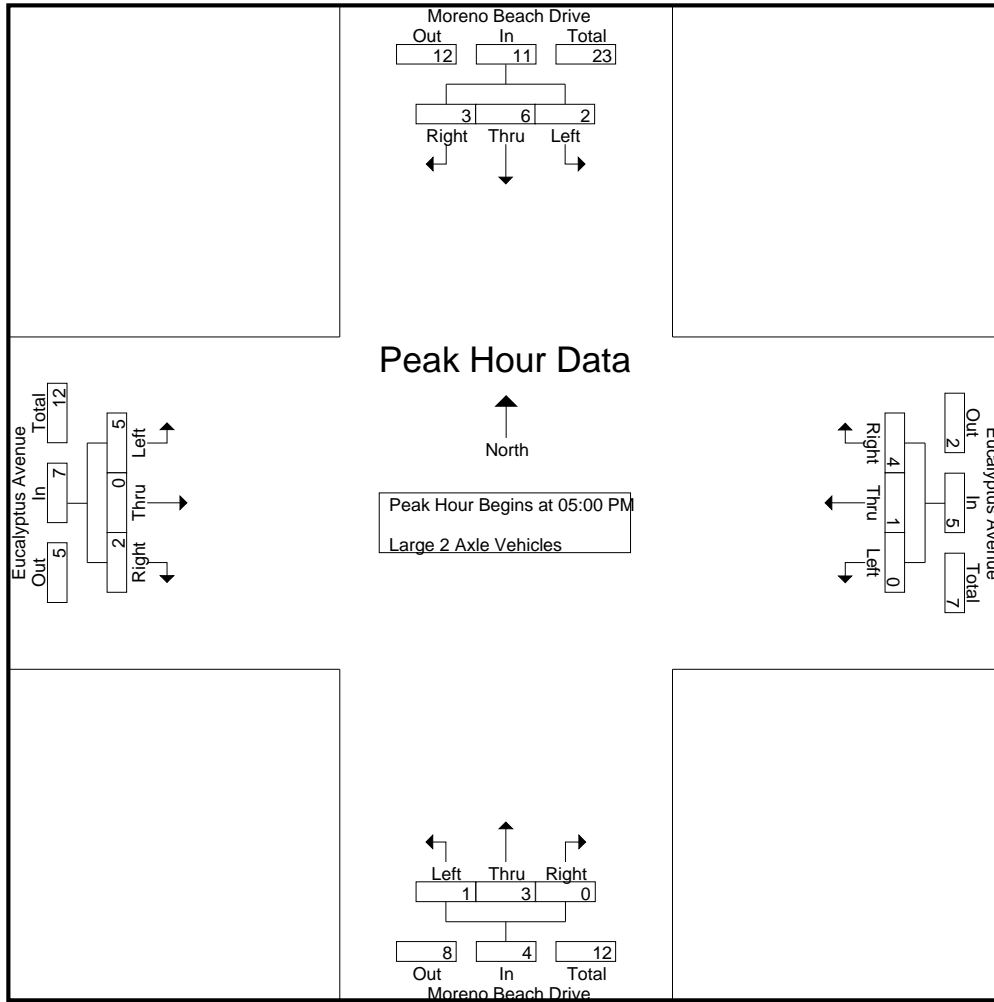 Moreno Beach Drive
Out In Total
12 11 23
3 6 2
Right Thru Left
Peak Hour Data
North
Peak Hour Begins at 05:00 PM
Large 2 Axle Vehicles
Eucalyptus Avenue
Out In Total
5 7 12
5 0 2
Left Thru Right
Eucalyptus Avenue
Out In Total
2 5 7
4 1 0
Right Thru Left
Left Thru Right
1 3 0
8 4 12
Out In Total
Moreno Beach Drive